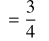 = 3/4